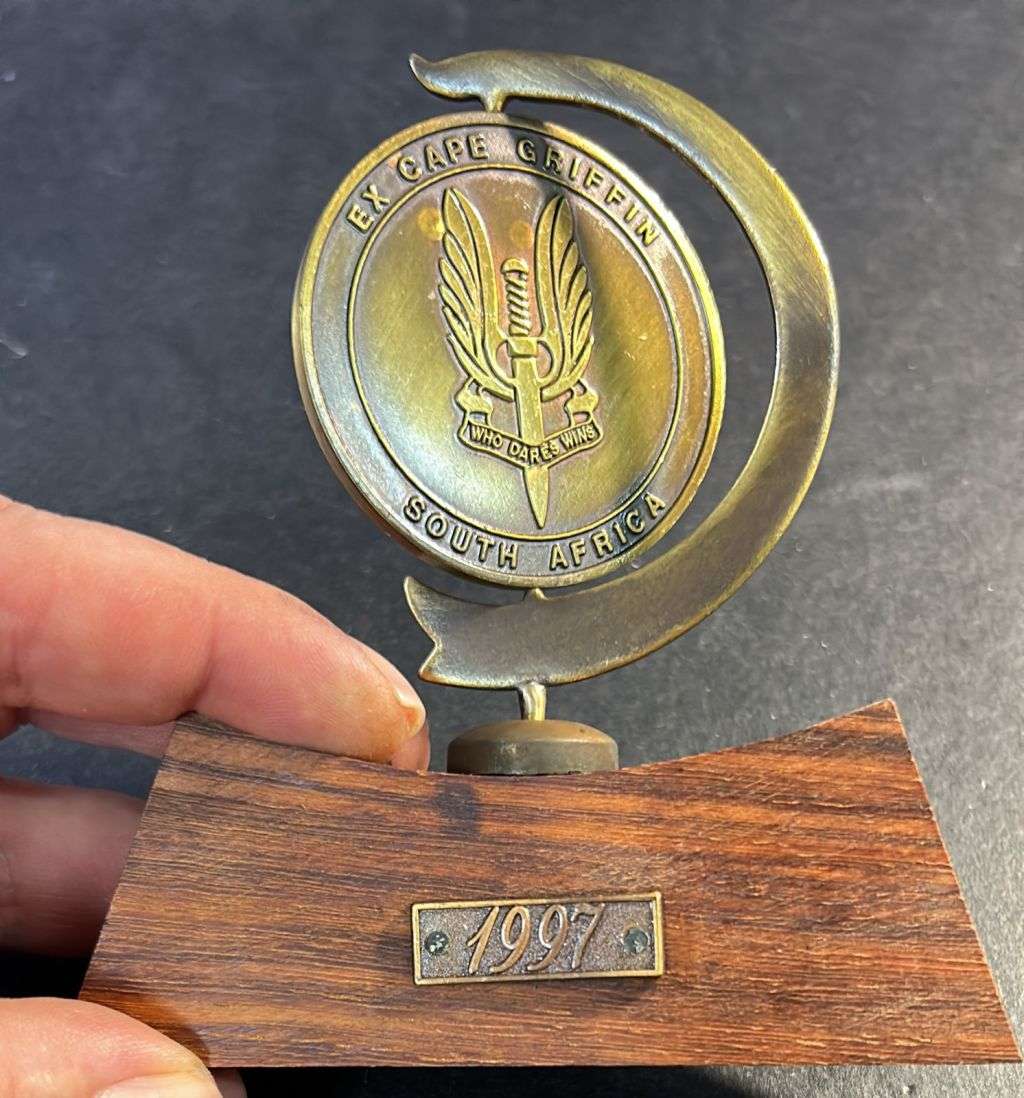 EX CAPE GRIFFIN
WHO DARES WINS
SOUTH AFRICA
1997